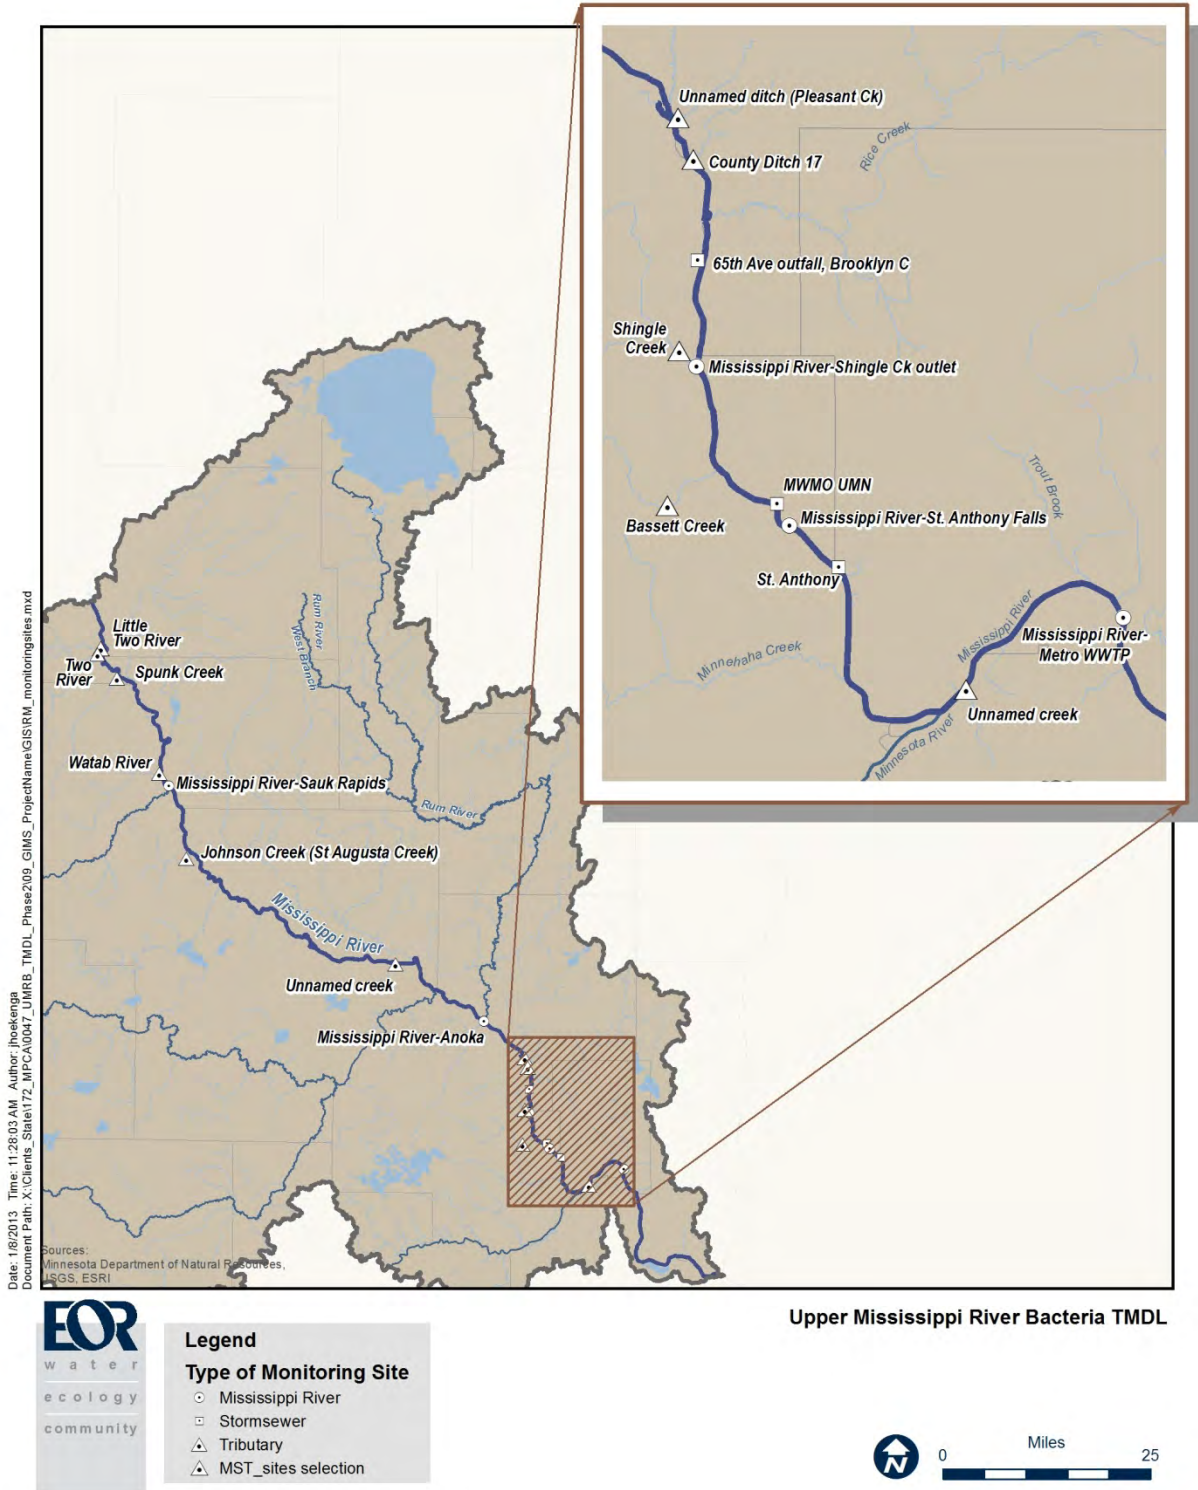 Unnamed ditch (Pleasant Ck)
County Ditch 17
Rice Creek
65th Ave outfall, Brooklyn C
Shingle
Creek
Mississippi River-Shingle Ck outlet
MWMO UMN
Mississippi River-St. Anthony Falls
Bassett Creek
Trout Brook
St. Anthony
Mississippi River
Mississippi River-
Metro WWTP
Minnehaha Creek
Unnamed creek
Minnesota River
Little
Two River
Two
River
Spunk Creek
Rum River
West Branch
Watab River
Mississippi River-Sauk Rapids
Rum River
Johnson Creek (St Augusta Creek)
Mississippi River
Unnamed creek
Mississippi River-Anoka
Date: 1/8/2013 Time: 11:28:03 AM Author: jhoekenga
Document Path: X:\Clients_State\172_MPCA\0047_UMRB_TMDL_Phase2\09_GIMS_ProjectName\GIS\RM_monitoringsites.mxd
Sources:
Minnesota Department of Natural Resources,
USGS, ESRI
EOR
water
ecology
community
Legend
Type of Monitoring Site
Mississippi River
Stormsewer
Tributary
MST_sites selection
Upper Mississippi River Bacteria TMDL
N
Miles
0 25